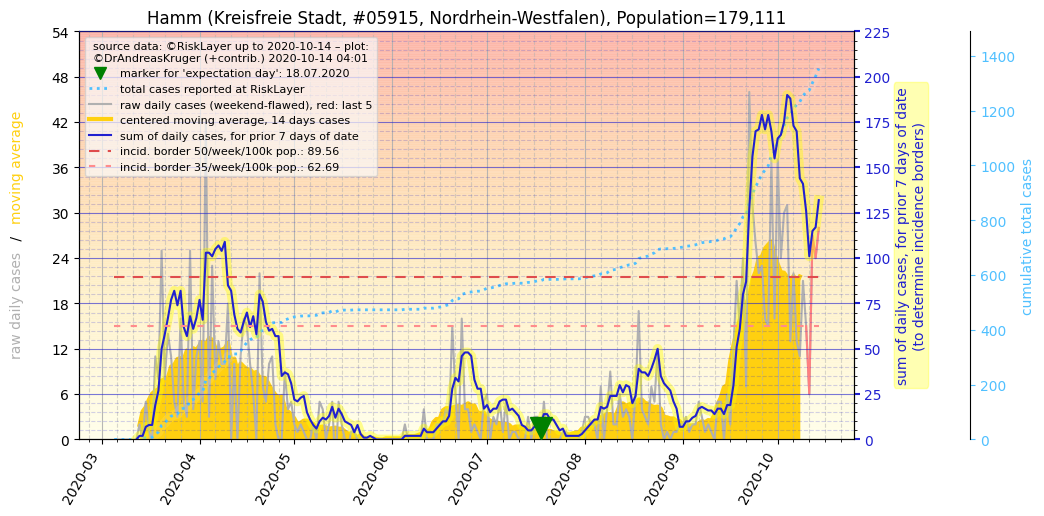 Hamm (Kreisfreie Stadt, #05915, Nordrhein-Westfalen), Population=179,111
source data: ©RiskLayer up to 2020-10-14 – plot:
©DrAndreasKruger (+contrib.) 2020-10-14 04:01
marker for 'expectation day': 18.07.2020
total cases reported at RiskLayer
raw daily cases (weekend-flawed), red: last 5
centered moving average, 14 days cases
sum of daily cases, for prior 7 days of date
incid. border 50/week/100k pop.: 89.56
incid. border 35/week/100k pop.: 62.69
raw daily cases / moving average
54
48
42
36
30
24
18
12
6
0
2020-03
2020-04
2020-05
2020-06
2020-07
2020-08
2020-09
2020-10
225
200
175
150
125
100
75
50
25
0
sum of daily cases, for prior 7 days of date
(to determine incidence borders)
1400
1200
1000
800
600
400
200
0
cumulative total cases